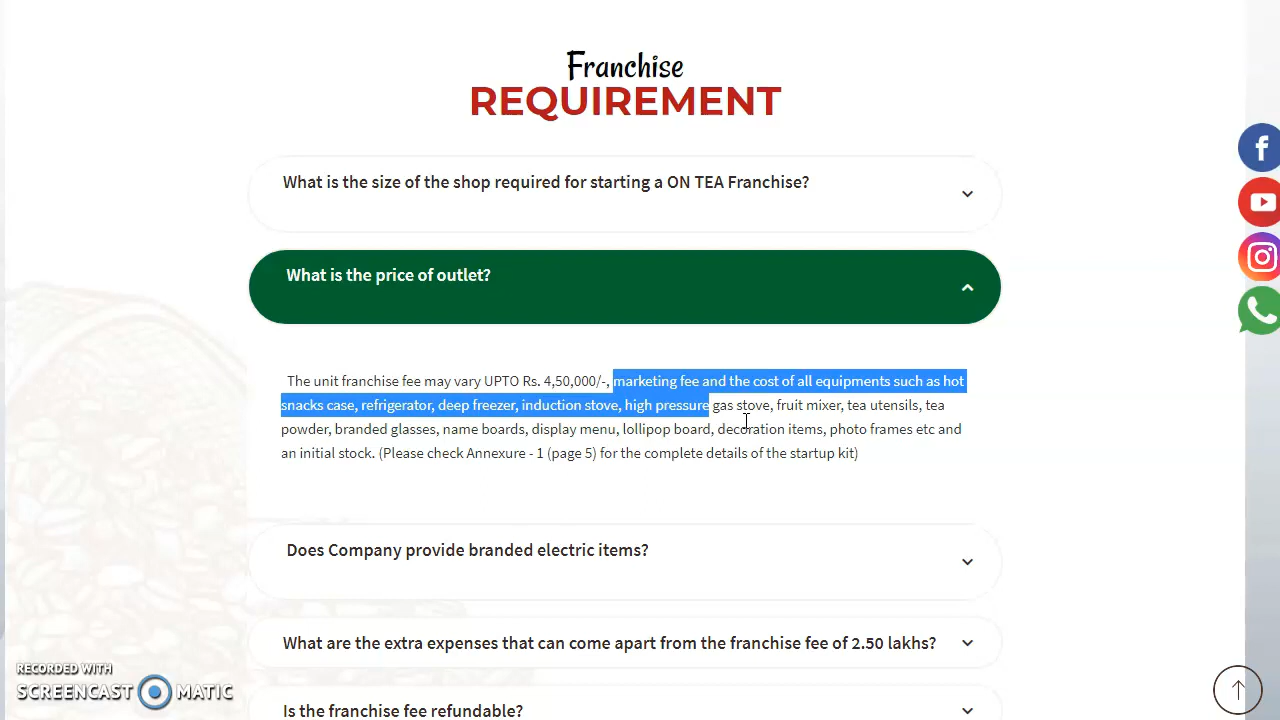 Franchise
REQUIREMENT
What is the size of the shop required for starting a ON TEA Franchise?
What is the price of outlet?
The unit franchise fee may vary UPTO Rs. 4,50,000/-, marketing fee and the cost of all equipments such as hot
snacks case, refrigerator, deep freezer, induction stove, high pressure gas stove, fruit mixer, tea utensils, tea
powder, branded glasses, name boards, display menu, lollipop board, decoration items, photo frames etc and
an initial stock. (Please check Annexure - 1 (page 5) for the complete details of the startup kit)
Does Company provide branded electric items?
What are the extra expenses that can come apart from the franchise fee of 2.50 lakhs?
RECORDED WITH
SCREENCAST MATIC
Is the franchise fee refundable?